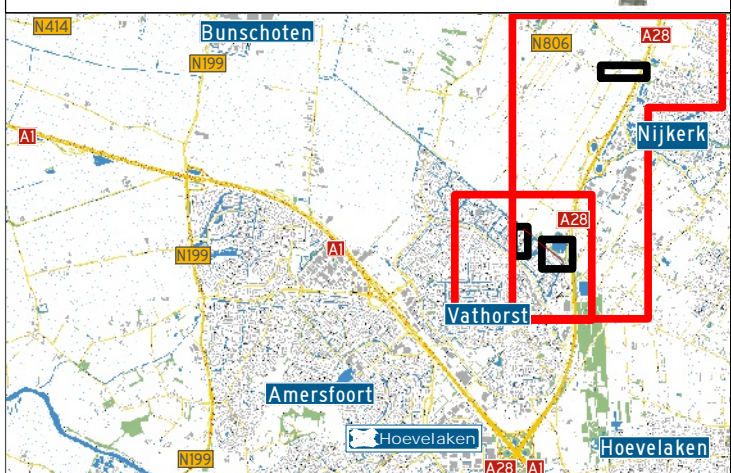 N414
Bunschoten
A28
N806
N199
A1
Nijkerk
A28
A1
N199
Vathorst
Amersfoort
Hoevelaken
Hoevelaken
N199
A28
A1